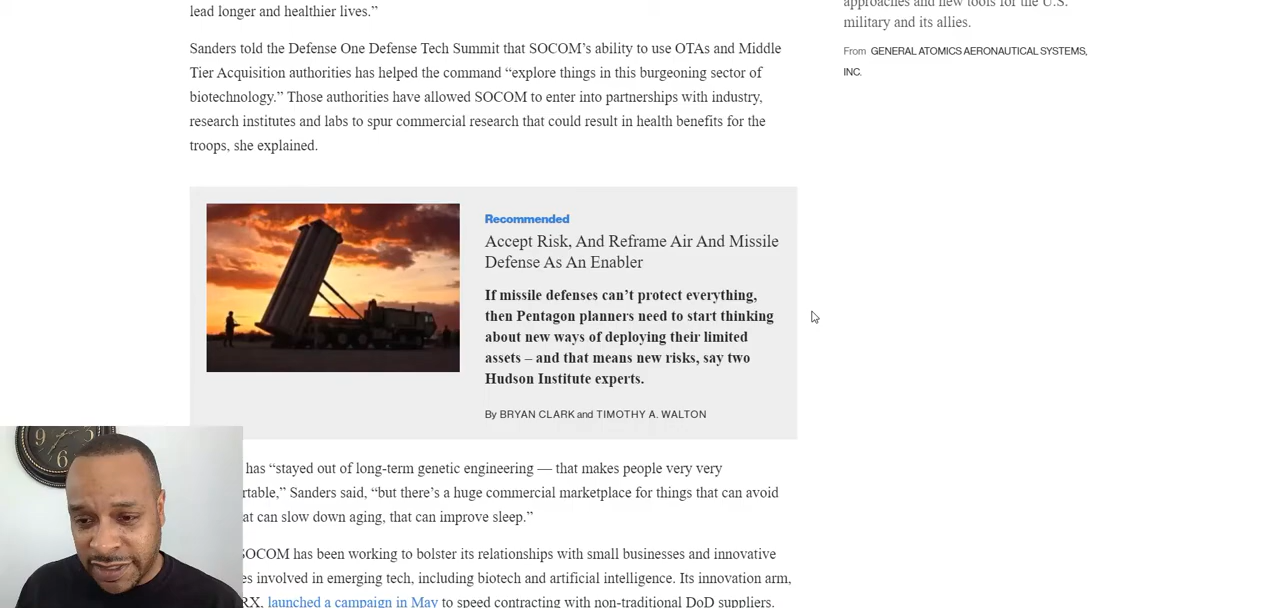 lead longer and healthier lives.”
Sanders told the Defense One Defense Tech Summit that SOCOM’s ability to use OTAs and Middle
Tier Acquisition authorities has helped the command “explore things in this burgeoning sector of
biotechnology.” Those authorities have allowed SOCOM to enter into partnerships with industry,
research institutes and labs to spur commercial research that could result in health benefits for the
troops, she explained.
Recommended
Accept Risk, And Reframe Air And Missile
Defense As An Enabler
If missile defenses can’t protect everything,
then Pentagon planners need to start thinking
about new ways of deploying their limited
assets – and that means new risks, say two
Hudson Institute experts.
By BRYAN CLARK and TIMOTHY A. WALTON
has “stayed out of long-term genetic engineering — that makes people very very
rtable,” Sanders said, “but there’s a huge commercial marketplace for things that can avoid
at can slow down aging, that can improve sleep.”
SOCOM has been working to bolster its relationships with small businesses and innovative
es involved in emerging tech, including biotech and artificial intelligence. Its innovation arm,
RX, launched a campaign in May to speed contracting with non-traditional DoD suppliers.
approaches and new tools for the U.S.
military and its allies.
From GENERAL ATOMICS AERONAUTICAL SYSTEMS,
INC.
9
6